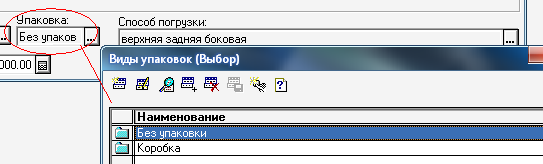 Упаковка:
Способ погрузки:
...
Без упаков
...
верхняя задняя боковая
...
000.00
Виды упаковок (Выбор)
Наименование
Без упаковки
Коробка